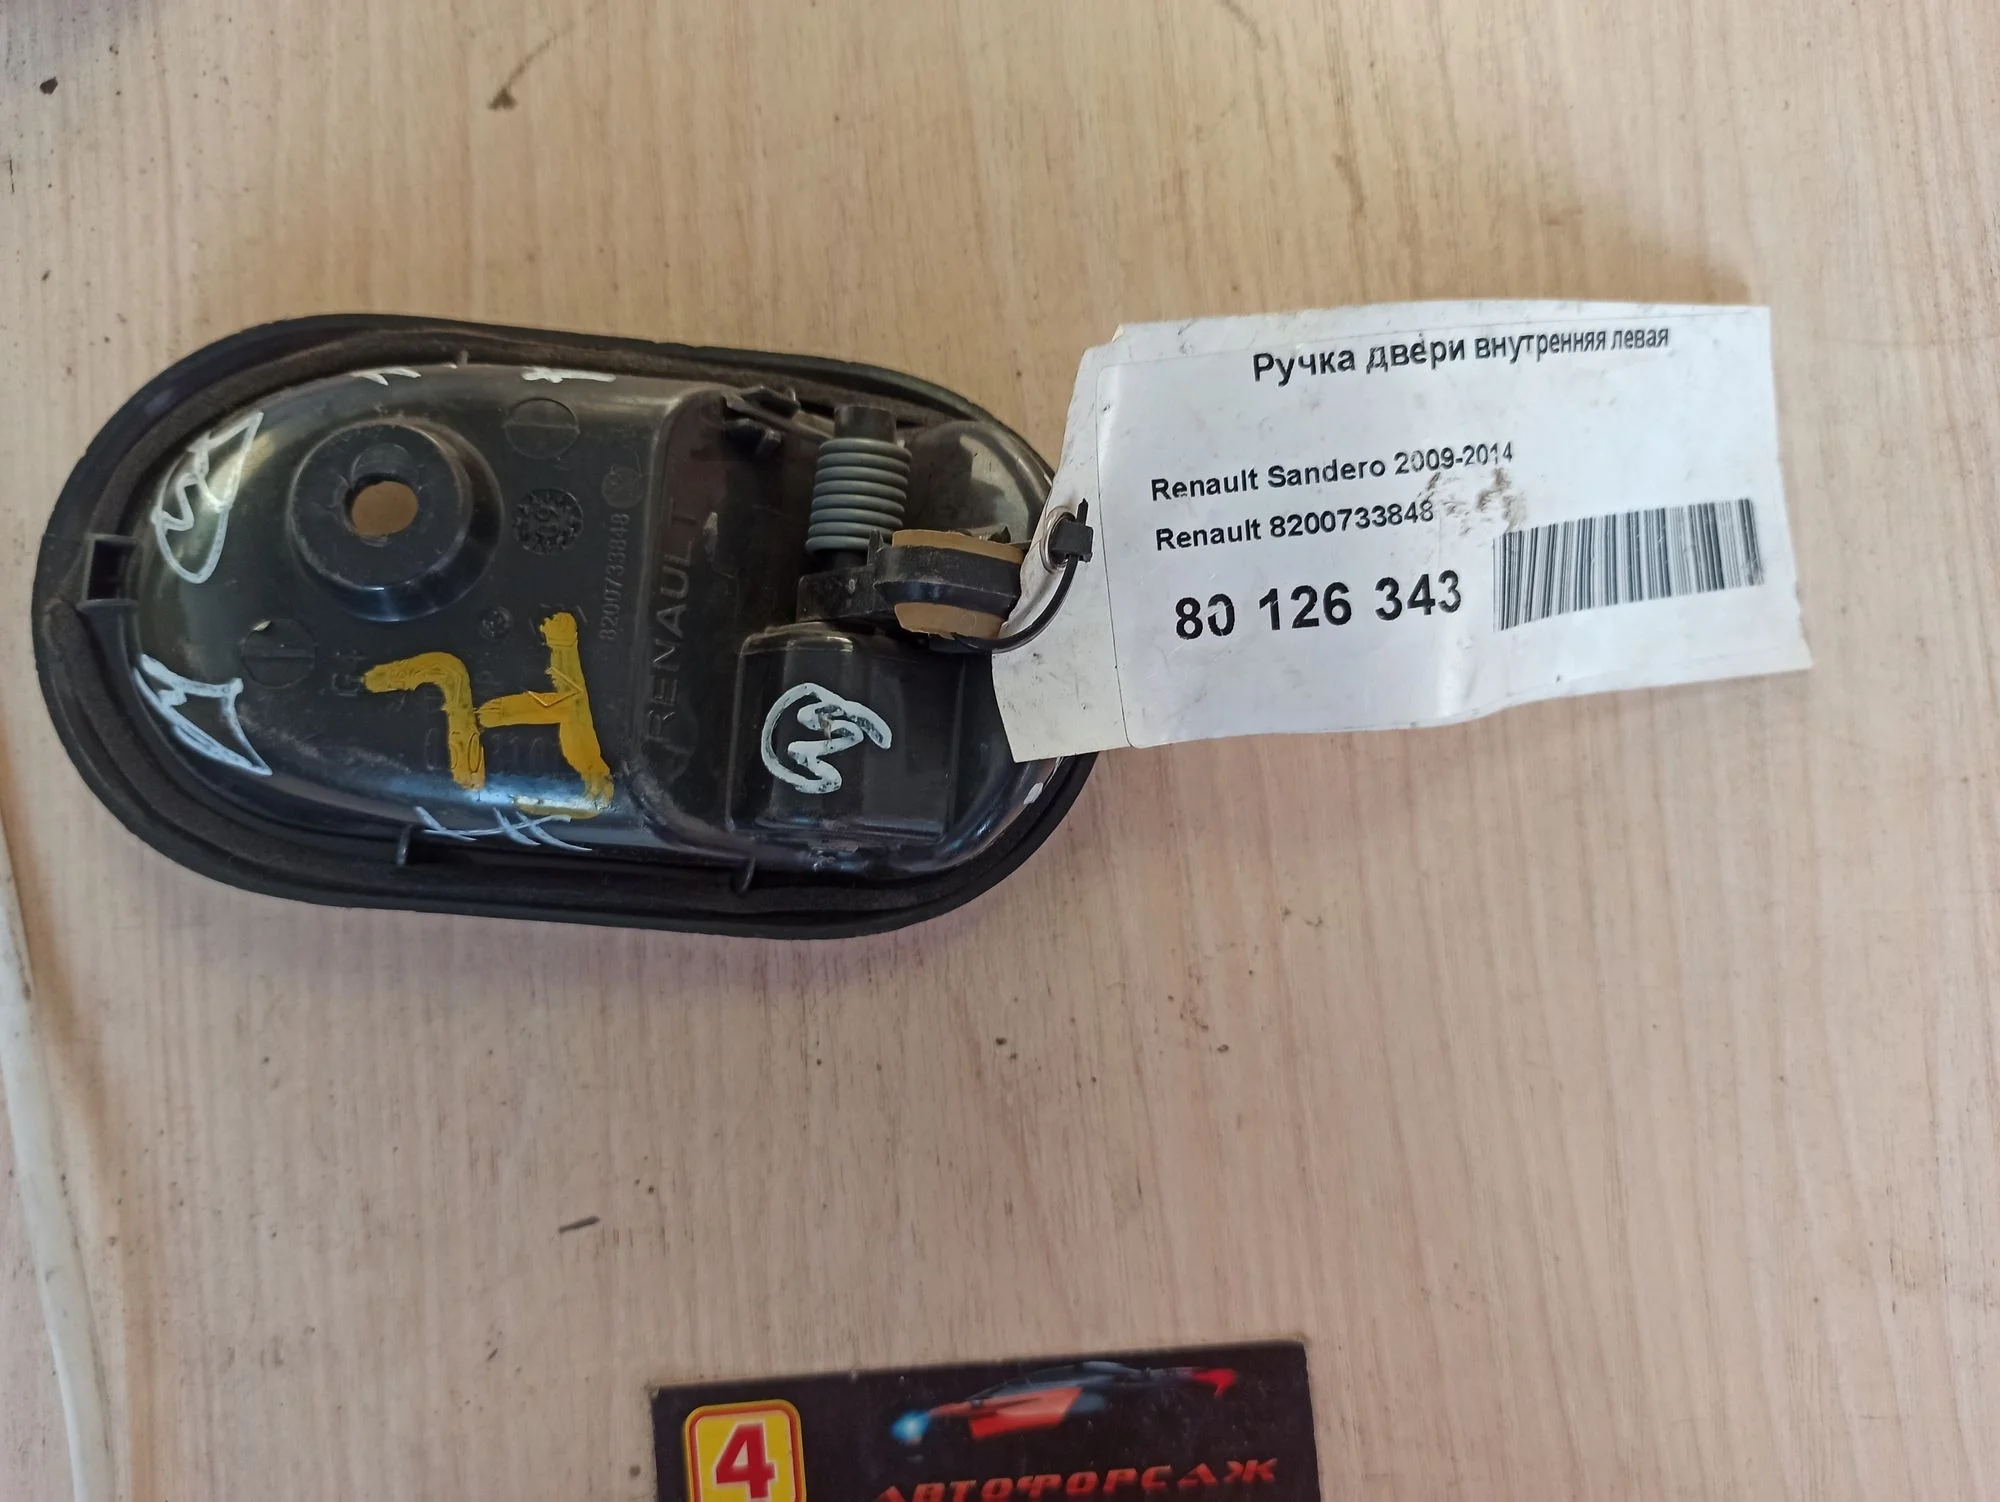 Ручка двери внутренняя левая
Renault Sandero 2009-2014
Renault 8200733848
80 126 343
8200733848
RENAULT
4
АВТОФОРСАЖ